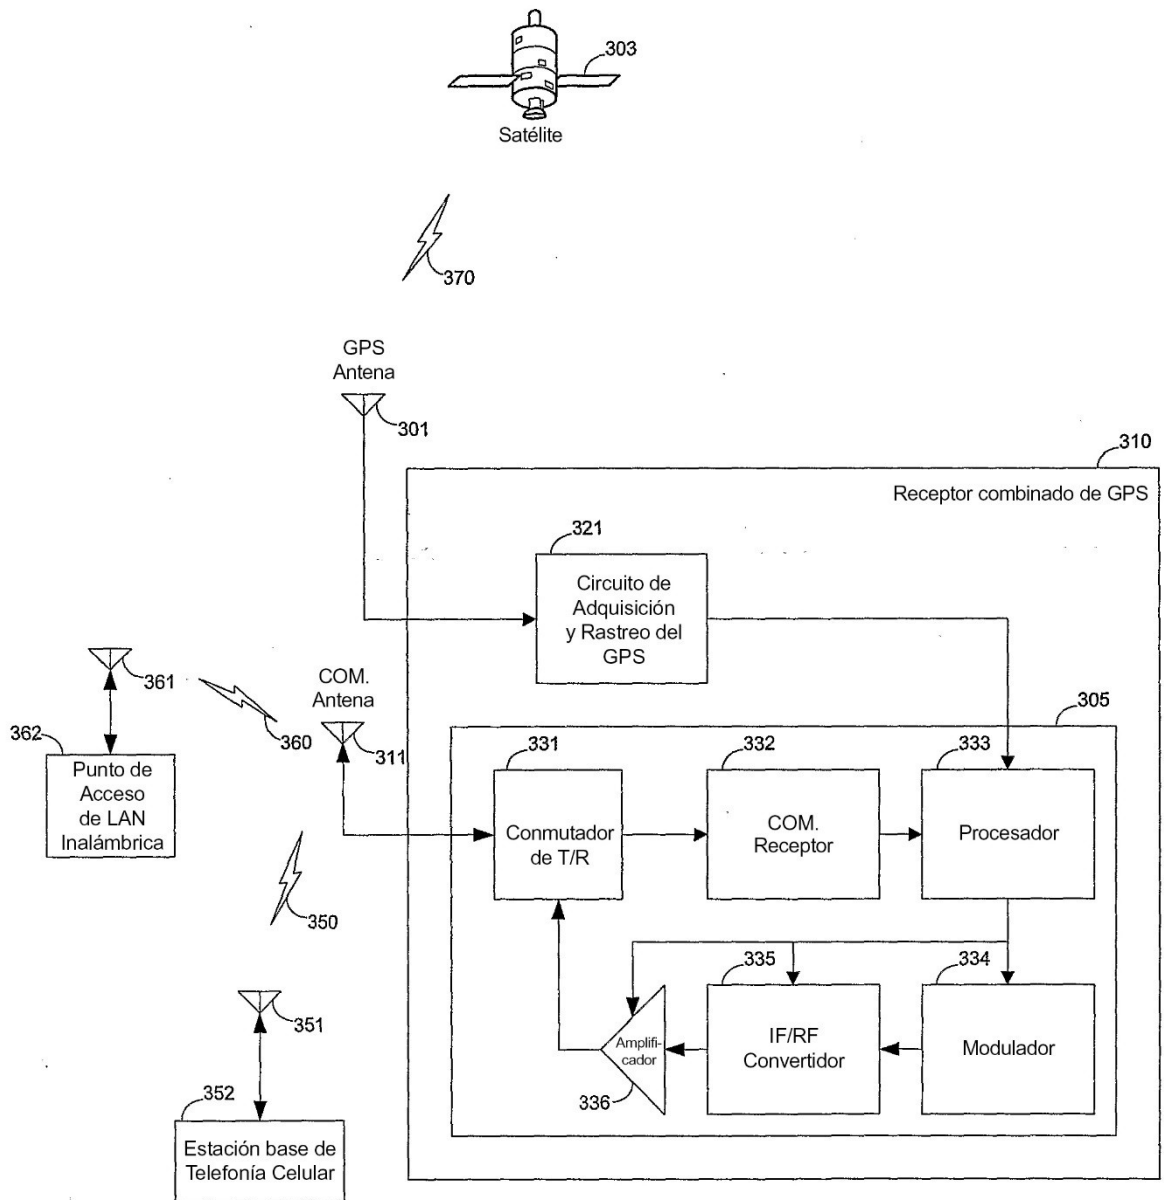 303
Satélite
370
GPS
Antena
301
310
Receptor combinado de GPS
321
Circuito de
Adquisición
y Rastreo del
GPS
361
360
COM.
Antena
311
305
362
Punto de
Acceso
de LAN
Inalámbrica
331
Conmutador
de T/R
332
COM.
Receptor
333
Procesador
350
351
352
Estación base de
Telefonía Celular
336
Amplifi-
cador
335
IF/RF
Convertidor
334
Modulador